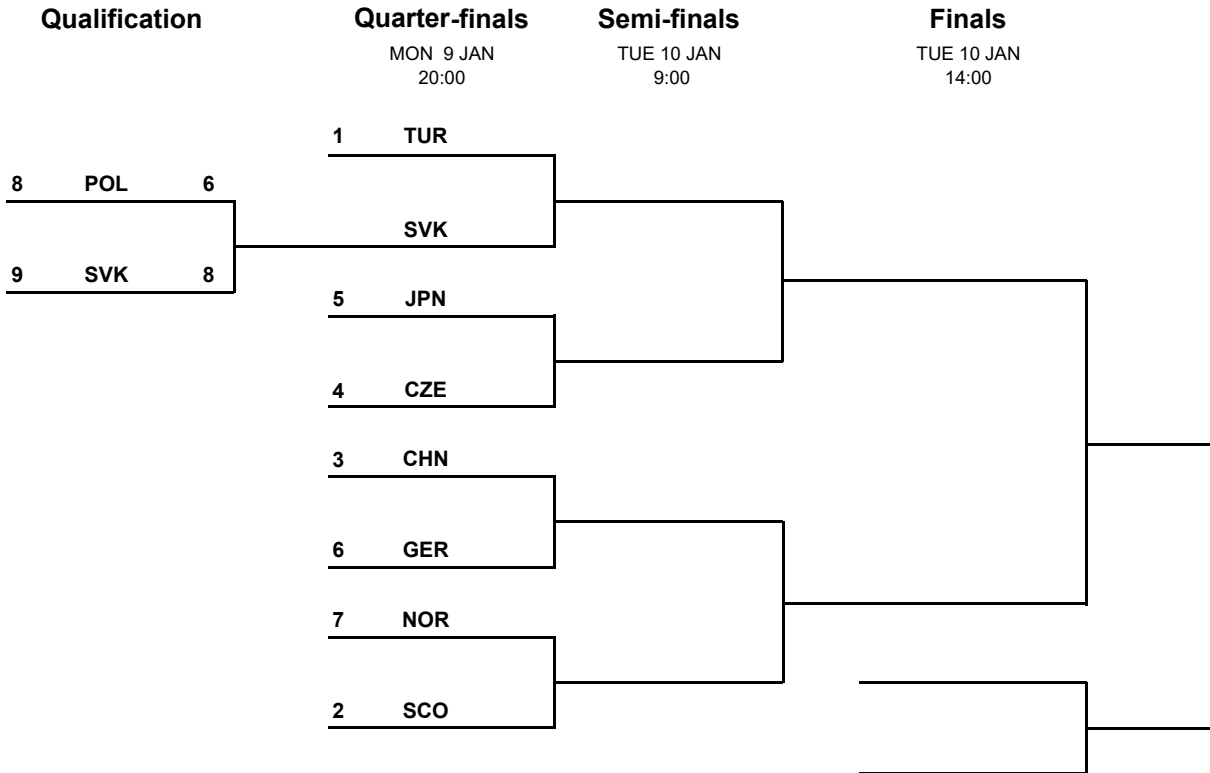 Qualification Quarter-finals Semi-finals Finals
MON 9 JAN TUE 10 JAN TUE 10 JAN
20:00 9:00 14:00
1 TUR
8 POL 6
SVK
9 SVK 8
5 JPN
4 CZE
3 CHN
6 GER
7 NOR
2 SCO